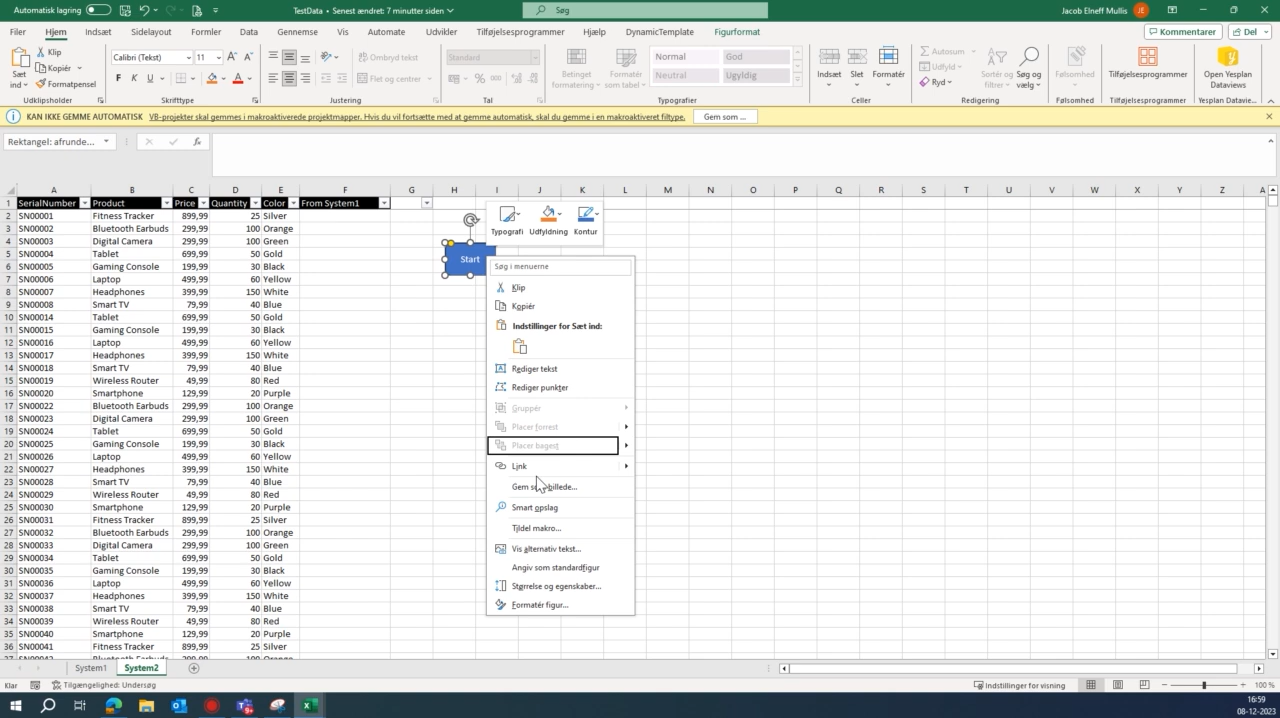 Automatisk lagring
TestData • Senest ændret: 7 minutter siden
Søg
Jacob Elneff Mullis JE
Filer Hjem Indsæt Sidelayout Formler Data Gennemse Vis Automate Udvikler Tilføjelsesprogrammer Hjælp DynamicTemplate Figurformat
Kommentarer Del
Sæt ind Klip Kopiér Formatpensel
Calibri (Tekst) 11
F K U
Ombryd tekst
Flet og centrer
Standard
Betinget formatering Formatér som tabel
Normal God
Neutral Ugyldig
Indsæt Slet Formatér
Autosum
Udfyld
Ryd
Sortér og filtrer Søg og vælg
Følsomhed
Tilføjelsesprogrammer
Open Yesplan Dataviews
Udklipsholder Skrifttype Justering Tal Typografier Celler Redigering Følsomhed Tilføjelsesprogrammer Yesplan Datavie...
KAN IKKE GEMME AUTOMATISK VB-projekter skal gemmes i makroaktiverede projektmapper. Hvis du vil fortsætte med at gemme automatisk, skal du gemme i en makroaktiveret filtype. Gem som ...
Rektangel: afrunde... fx
A B C D E F G H I J K L M N O P Q R S T U V W X Y Z
1 SerialNumber Product Price Quantity Color From System1
2 SN00001 Fitness Tracker 899,99 25 Silver
3 SN00002 Bluetooth Earbuds 299,99 100 Orange
4 SN00003 Digital Camera 299,99 100 Green
5 SN00004 Tablet 699,99 50 Gold
6 SN00005 Gaming Console 199,99 30 Black
7 SN00006 Laptop 499,99 60 Yellow
8 SN00007 Headphones 399,99 150 White
9 SN00008 Smart TV 79,99 40 Blue
10 SN00014 Tablet 699,99 50 Gold
11 SN00015 Gaming Console 199,99 30 Black
12 SN00016 Laptop 499,99 60 Yellow
13 SN00017 Headphones 399,99 150 White
14 SN00018 Smart TV 79,99 40 Blue
15 SN00019 Wireless Router 49,99 80 Red
16 SN00020 Smartphone 129,99 20 Purple
17 SN00022 Bluetooth Earbuds 299,99 100 Orange
18 SN00023 Digital Camera 299,99 100 Green
19 SN00024 Tablet 699,99 50 Gold
20 SN00025 Gaming Console 199,99 30 Black
21 SN00026 Laptop 499,99 60 Yellow
22 SN00027 Headphones 399,99 150 White
23 SN00028 Smart TV 79,99 40 Blue
24 SN00029 Wireless Router 49,99 80 Red
25 SN00030 Smartphone 129,99 20 Purple
26 SN00031 Fitness Tracker 899,99 25 Silver
27 SN00032 Bluetooth Earbuds 299,99 100 Orange
28 SN00033 Digital Camera 299,99 100 Green
29 SN00034 Tablet 699,99 50 Gold
30 SN00035 Gaming Console 199,99 30 Black
31 SN00036 Laptop 499,99 60 Yellow
32 SN00037 Headphones 399,99 150 White
33 SN00038 Smart TV 79,99 40 Blue
34 SN00039 Wireless Router 49,99 80 Red
35 SN00040 Smartphone 129,99 20 Purple
36 SN00041 Fitness Tracker 899,99 25 Silver
Start
Typografi Udfyldning Kontur
Søg i menuerne
Klip
Kopiér
Indstillinger for Sæt ind:
Rediger tekst
Rediger punkter
Gruppér
Placer forrest
Placer bagest
Link
Gem som billede...
Smart opslag
Tildel makro...
Vis alternativ tekst...
Angiv som standardfigur
Størrelse og egenskaber...
Formatér figur...
System1 System2
Klar Tilgængelighed: Undersøg
Indstillinger for visning
100 %
16:59
08-12-2023